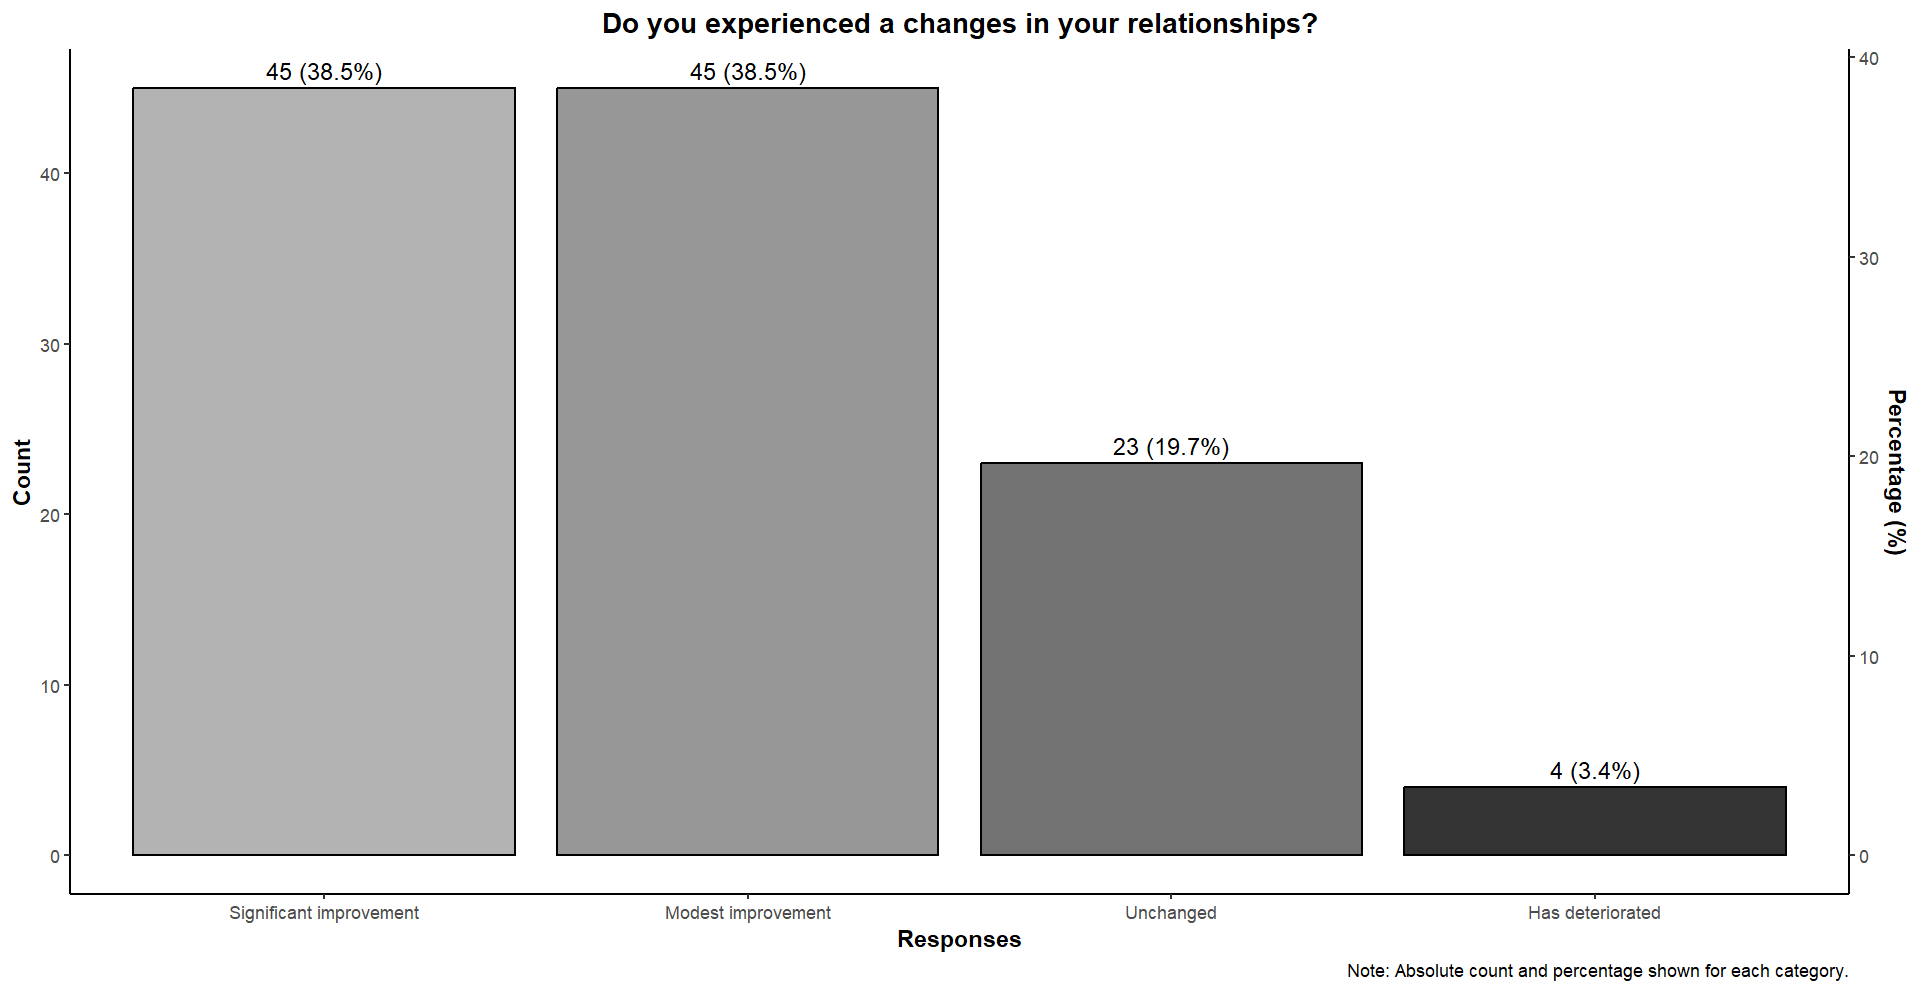 Do you experienced a changes in your relationships?
45 (38.5%)
45 (38.5%)
23 (19.7%)
4 (3.4%)
Count
40
30
20
10
0
Percentage (%)
40
30
20
10
0
Significant improvement
Modest improvement
Unchanged
Has deteriorated
Responses
Note: Absolute count and percentage shown for each category.